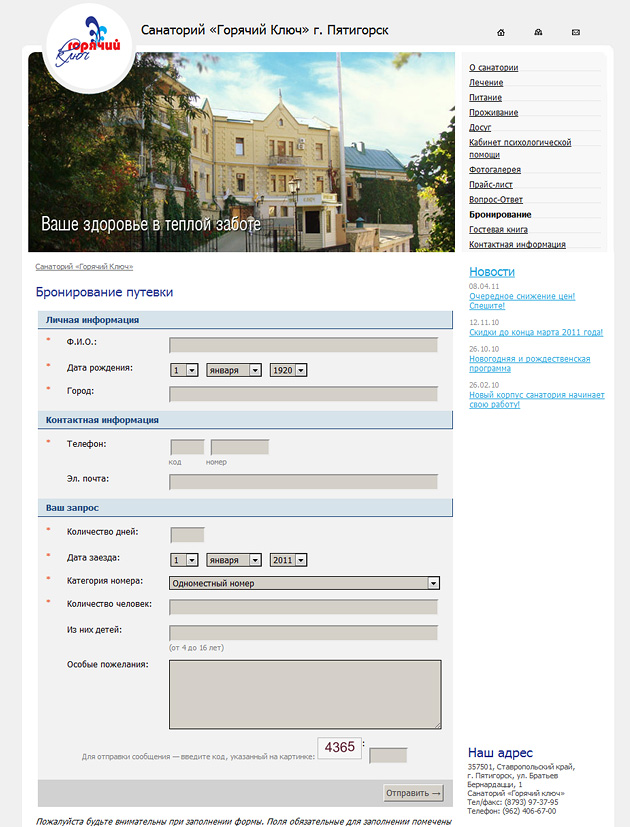 горячий
Ключ
Санаторий «Горячий Ключ» г. Пятигорск
Ваше здоровье в теплой заботе
О санатории
Лечение
Питание
Проживание
Досуг
Кабинет психологической
помощи
Фотогалерея
Прайс-лист
Вопрос-Ответ
Бронирование
Гостевая книга
Контактная информация
Санаторий «Горячий Ключ»
Бронирование путевки
Личная информация
* Ф.И.О.:
* Дата рождения: 1 января 1920
* Город:
Контактная информация
* Телефон:
код номер
Эл. почта:
Ваш запрос
* Количество дней:
* Дата заезда: 1 января 2011
* Категория номера: Одноместный номер
* Количество человек:
Из них детей:
(от 4 до 16 лет)
Особые пожелания:
Для отправки сообщения — введите код, указанный на картинке: 4365 :
Отправить →
Пожалуйста будьте внимательны при заполнении формы. Поля обязательные для заполнения помечены
Новости
08.04.11
Очередное снижение цен!
Спешите!
12.11.10
Скидки до конца марта 2011 года!
26.10.10
Новогодняя и рождественская
программа
26.02.10
Новый корпус санатория начинает
свою работу!
Наш адрес
357501, Ставропольский край,
г. Пятигорск, ул. Братьев
Бернардацци, 1
Санаторий «Горячий ключ»
Тел/факс: (8793) 97-37-95
Телефон: (962) 406-67-00